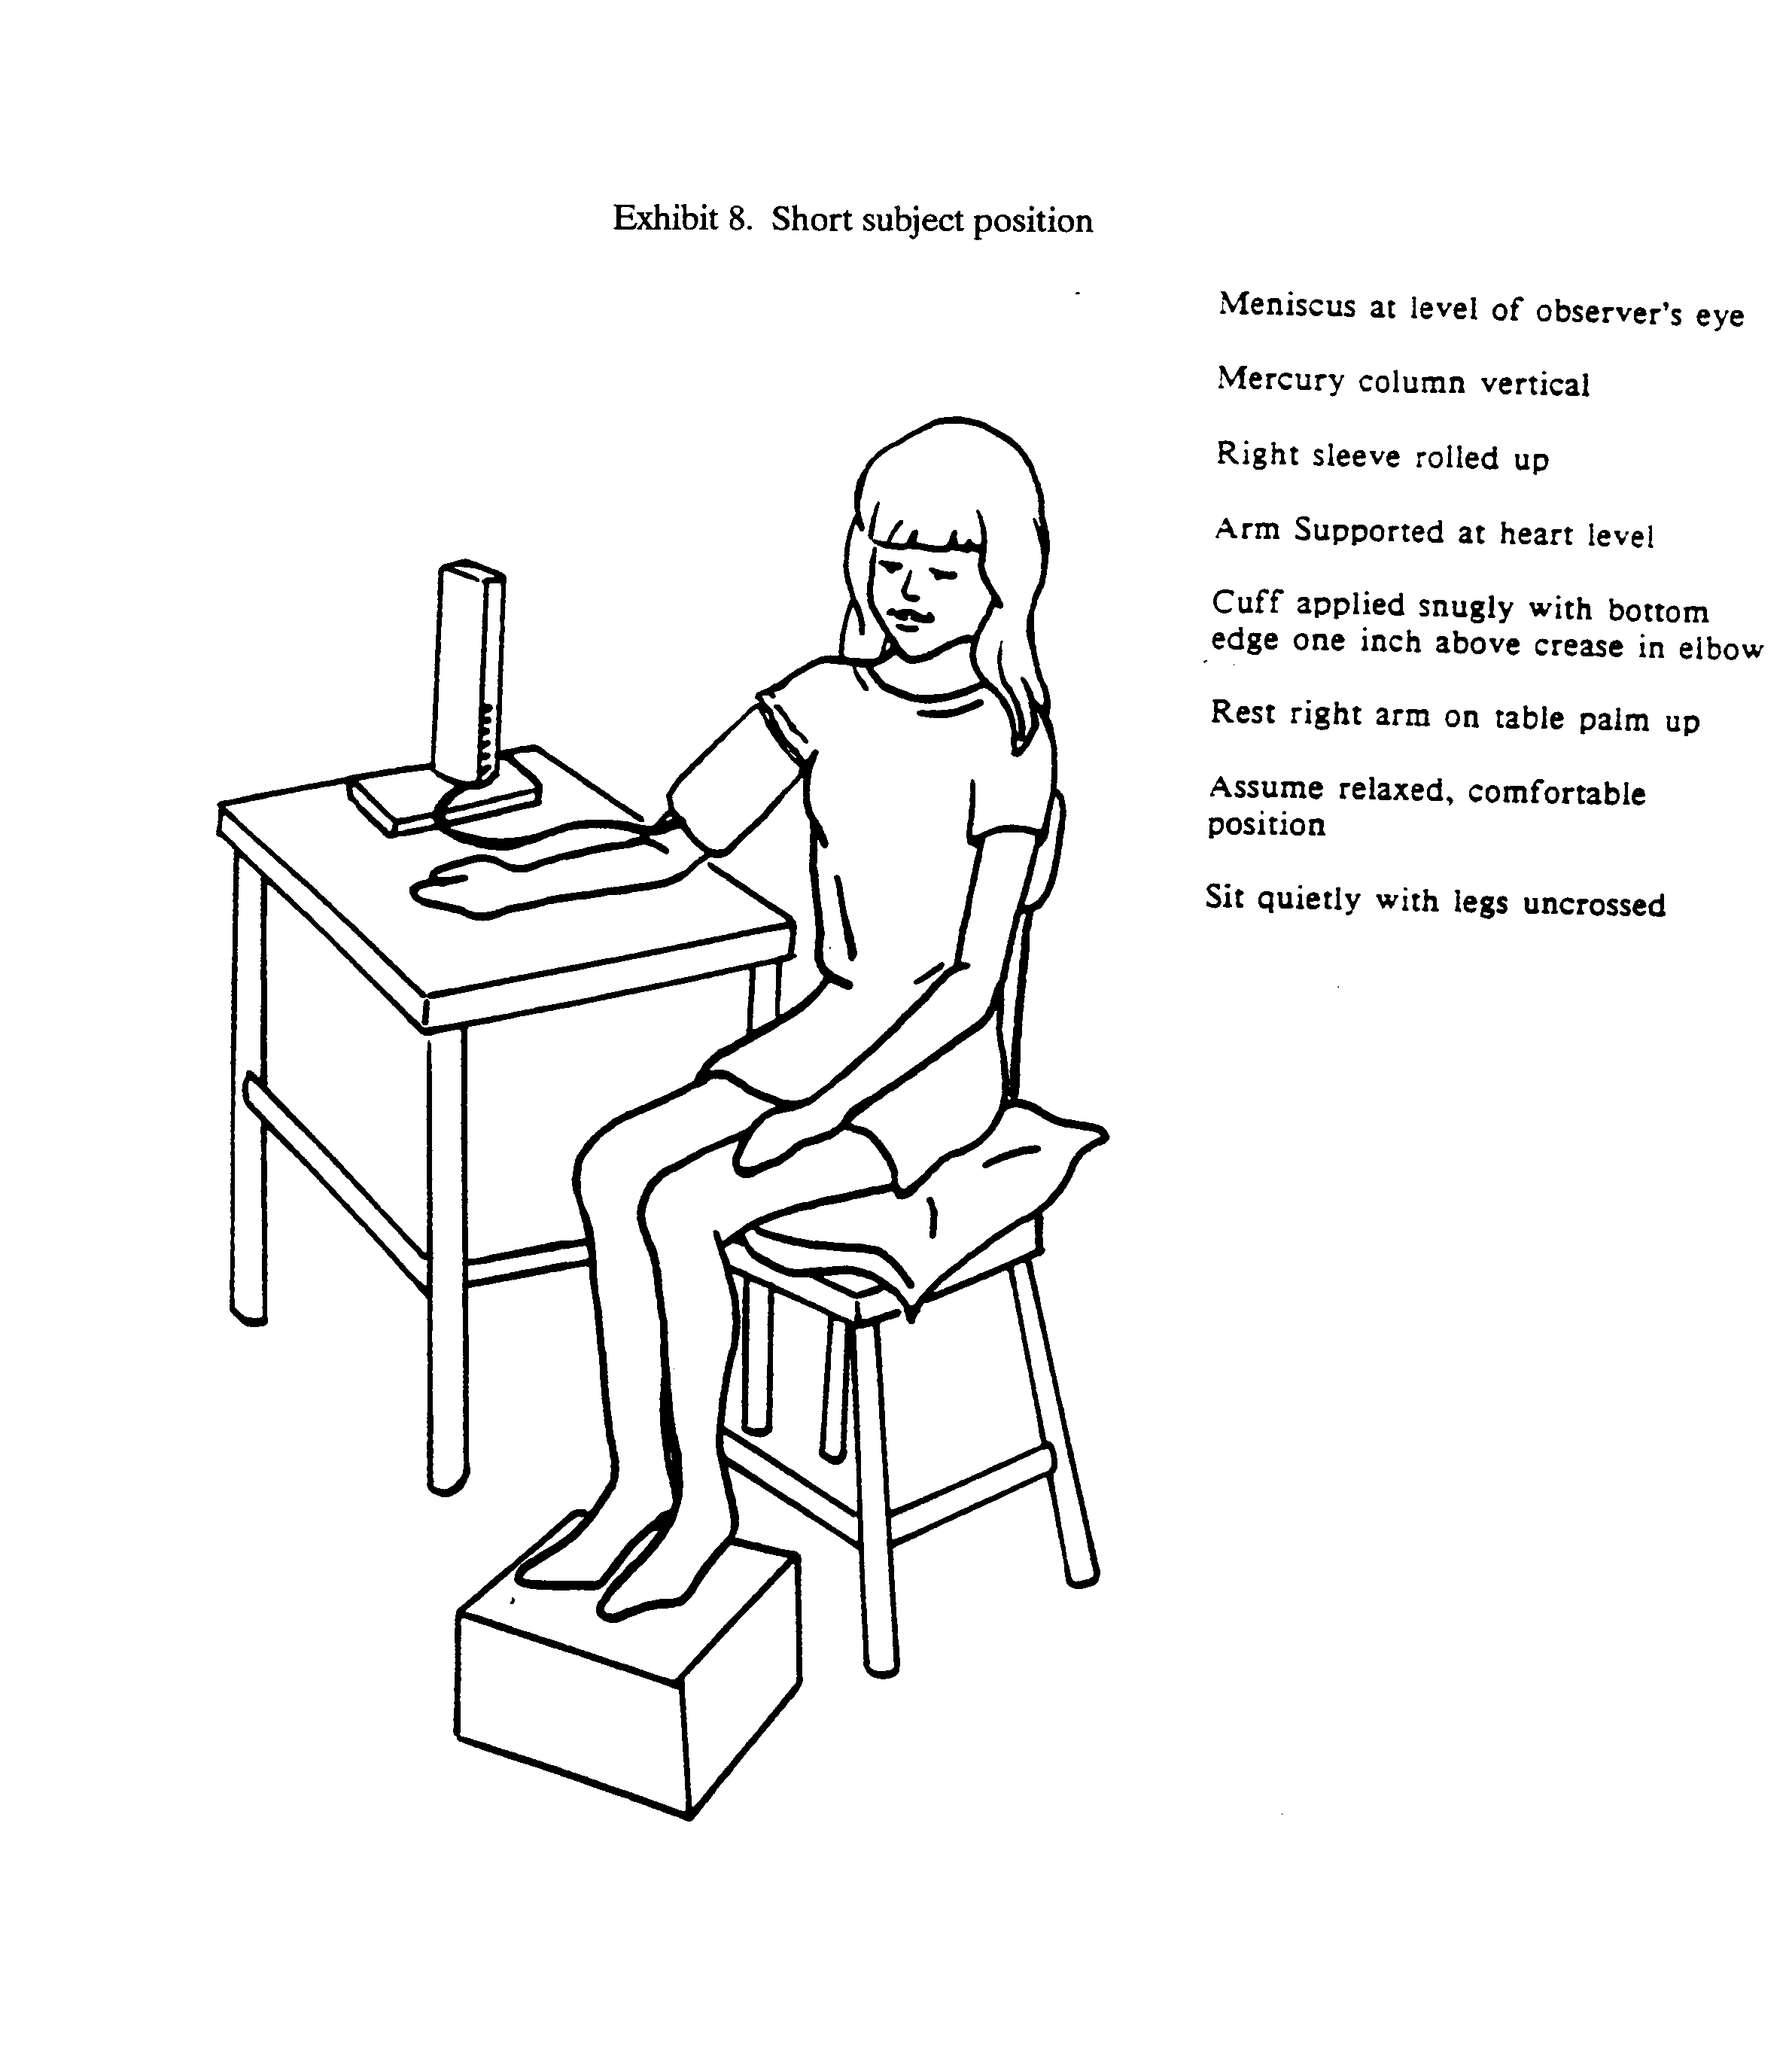 Exhibit 8. Short subject position
Meniscus at level of observer's eye
Mercury column vertical
Right sleeve rolled up
Arm Supported at heart level
Cuff applied snugly with bottom
edge one inch above crease in elbow
Rest right arm on table palm up
Assume relaxed, comfortable
position
Sit quietly with legs uncrossed